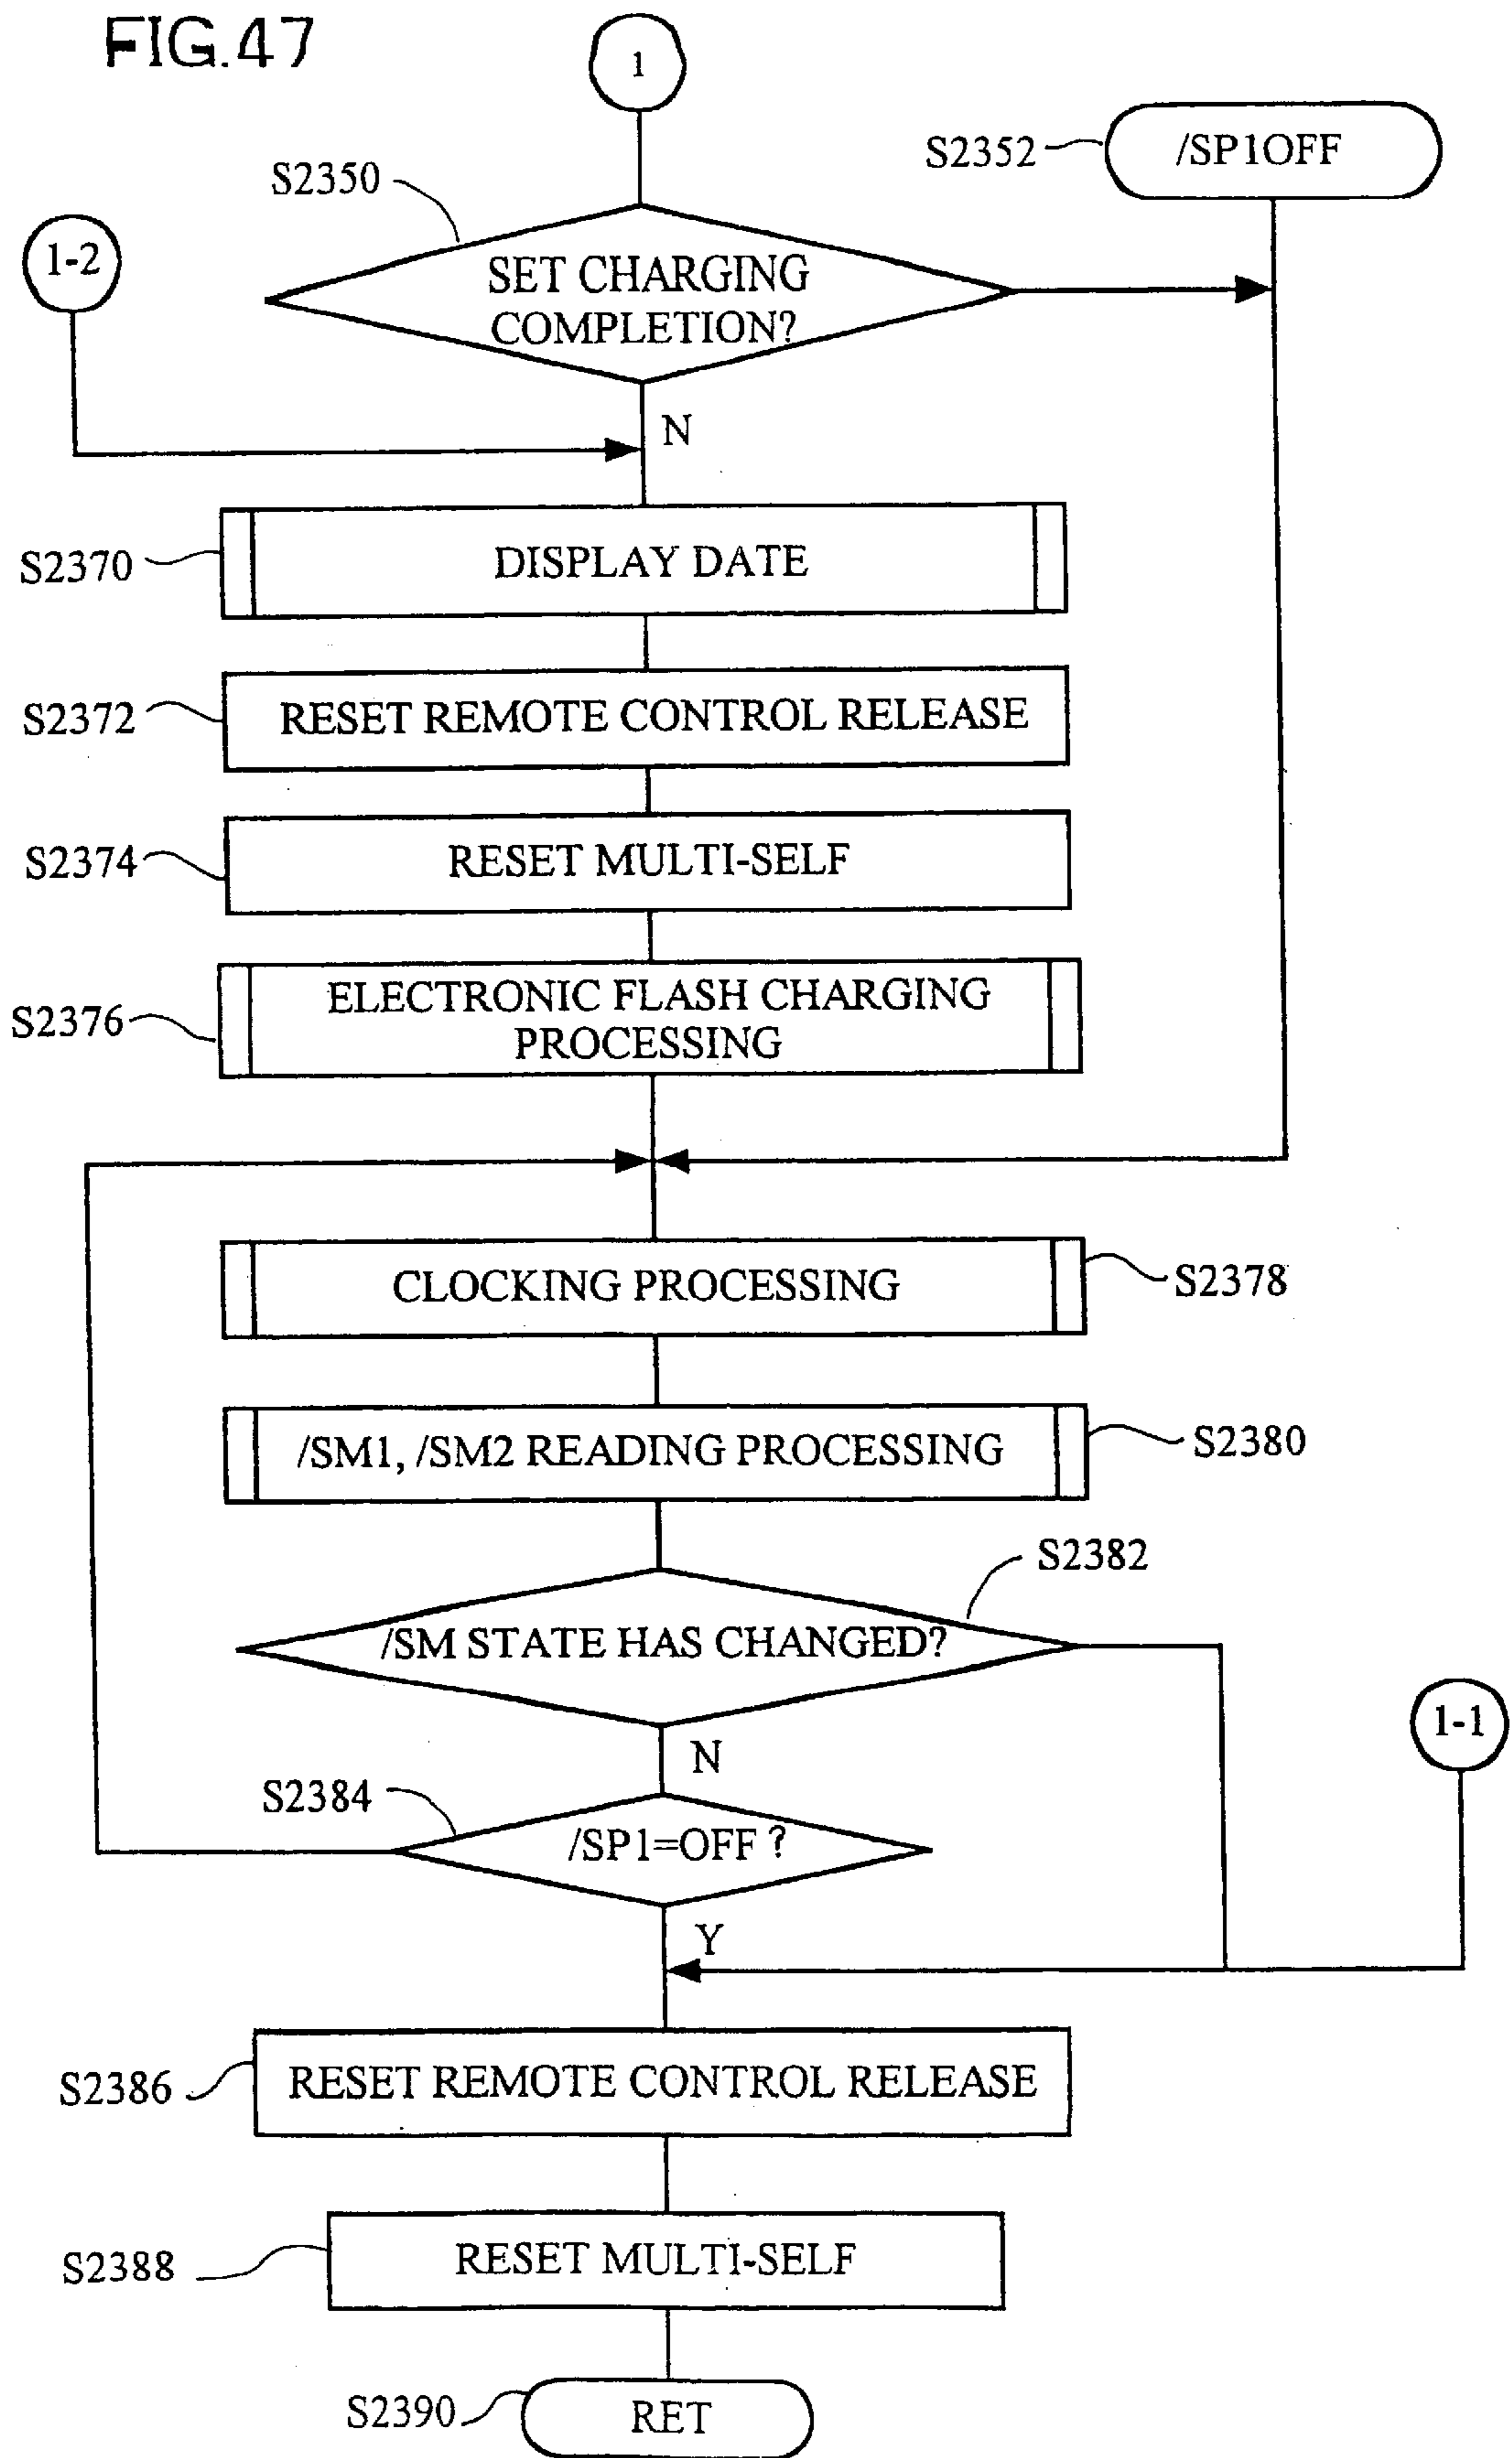 FIG.47
1
S2352
/SP1OFF
S2350
1-2
SET CHARGING
COMPLETION?
N
S2370
DISPLAY DATE
S2372
RESET REMOTE CONTROL RELEASE
S2374
RESET MULTI-SELF
S2376
ELECTRONIC FLASH CHARGING
PROCESSING
CLOCKING PROCESSING
S2378
/SM1, /SM2 READING PROCESSING
S2380
S2382
/SM STATE HAS CHANGED?
1-1
N
S2384
/SP1=OFF ?
Y
S2386
RESET REMOTE CONTROL RELEASE
S2388
RESET MULTI-SELF
S2390
RET